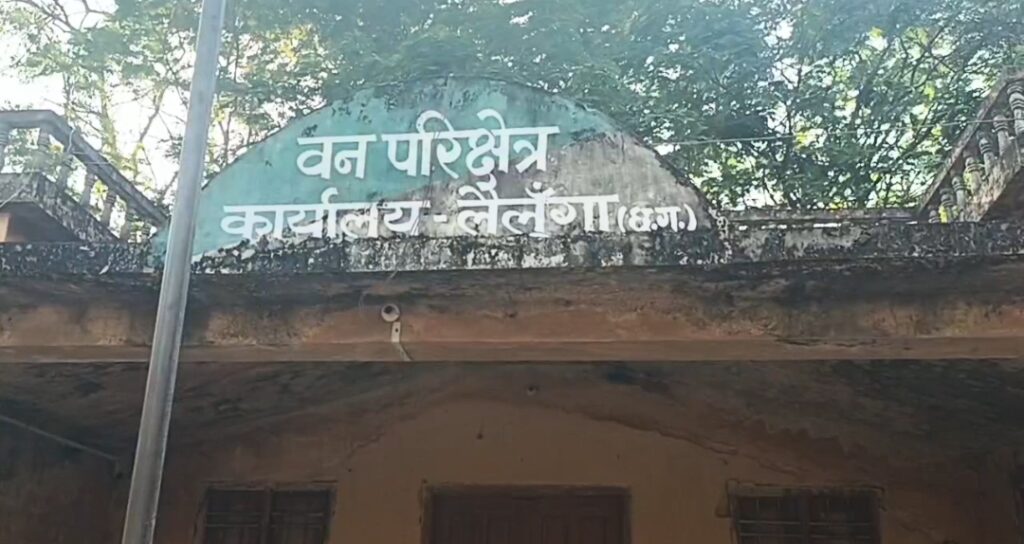 वन परिक्षेत्र
कार्यालय - लैलूँगा (छ.ग.)